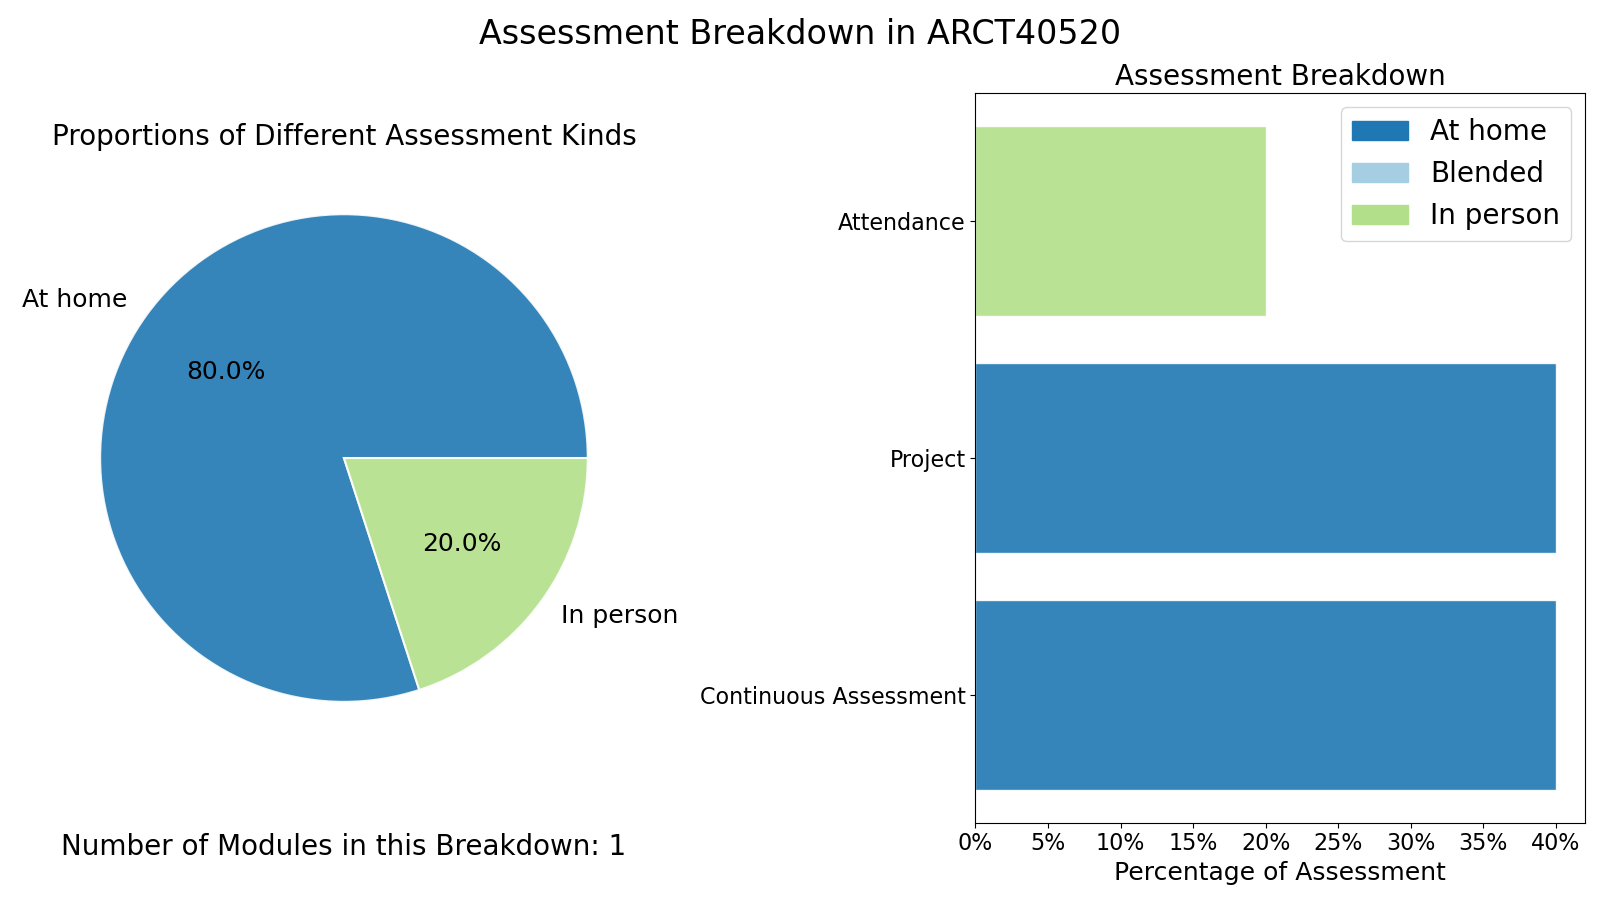 Assessment Breakdown in ARCT40520
Proportions of Different Assessment Kinds
At home
80.0%
20.0%
In person
Number of Modules in this Breakdown: 1
Assessment Breakdown
At home
Blended
In person
Attendance
Project
Continuous Assessment
0% 5% 10% 15% 20% 25% 30% 35% 40%
Percentage of Assessment